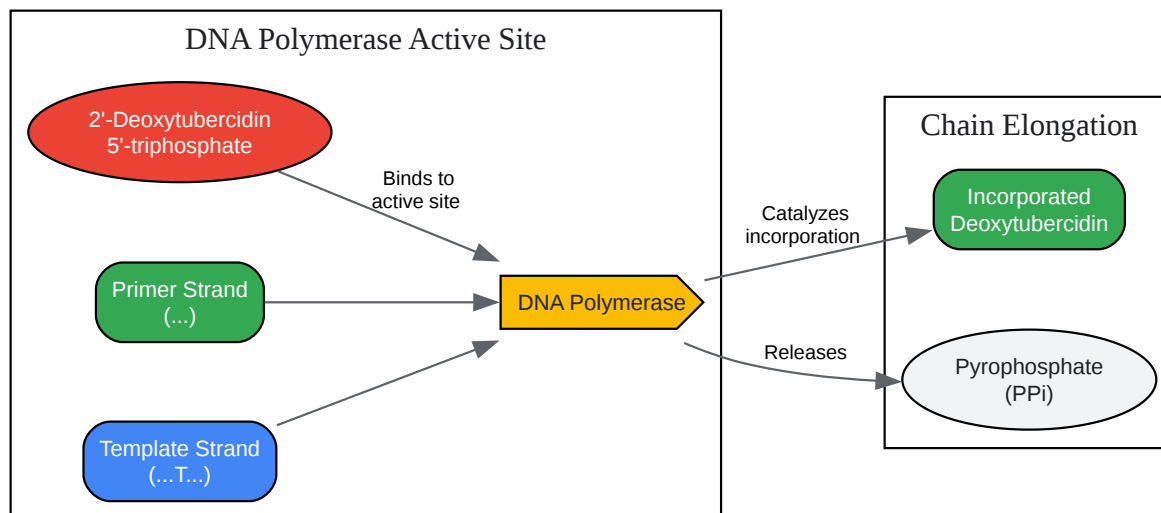 DNA Polymerase Active Site
2'-Deoxytubercidin
5'-triphosphate
Binds to
active site
Primer Strand
(...)
Template Strand
(...T...)
DNA Polymerase
Catalyzes
incorporation
Releases
Chain Elongation
Incorporated
Deoxytubercidin
Pyrophosphate
(PPi)